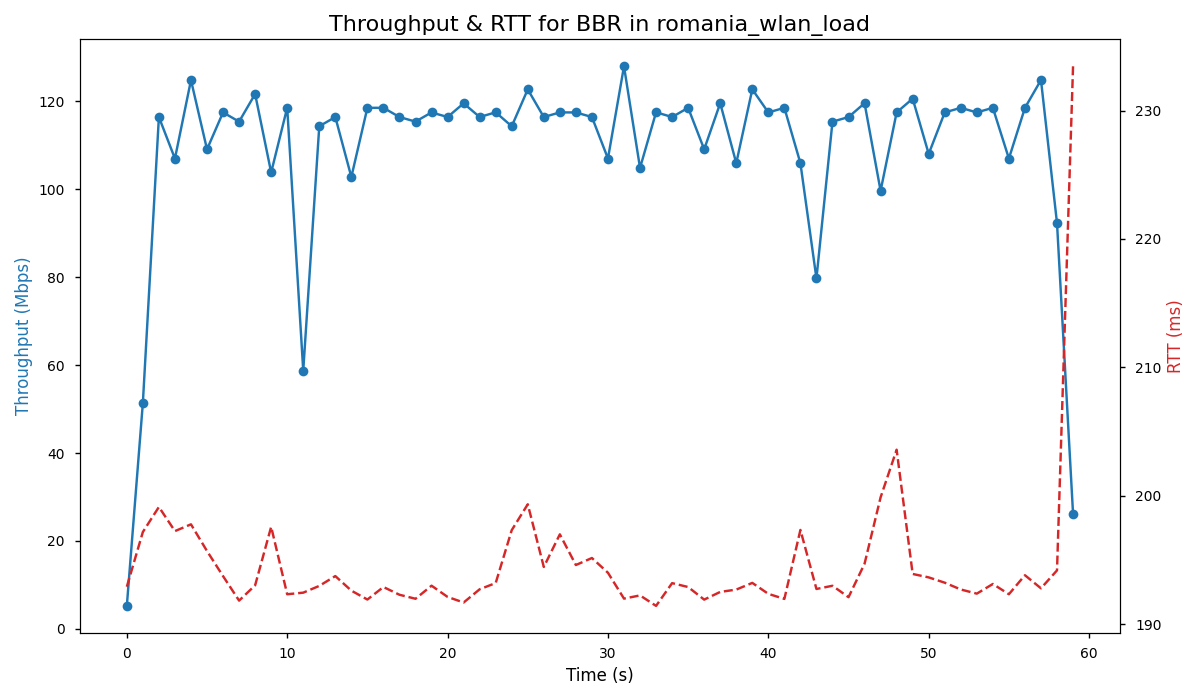 Throughput & RTT for BBR in romania_wlan_load
120
100
80
60
40
20
0
Throughput (Mbps)
230
220
210
200
190
RTT (ms)
0 10 20 30 40 50 60
Time (s)